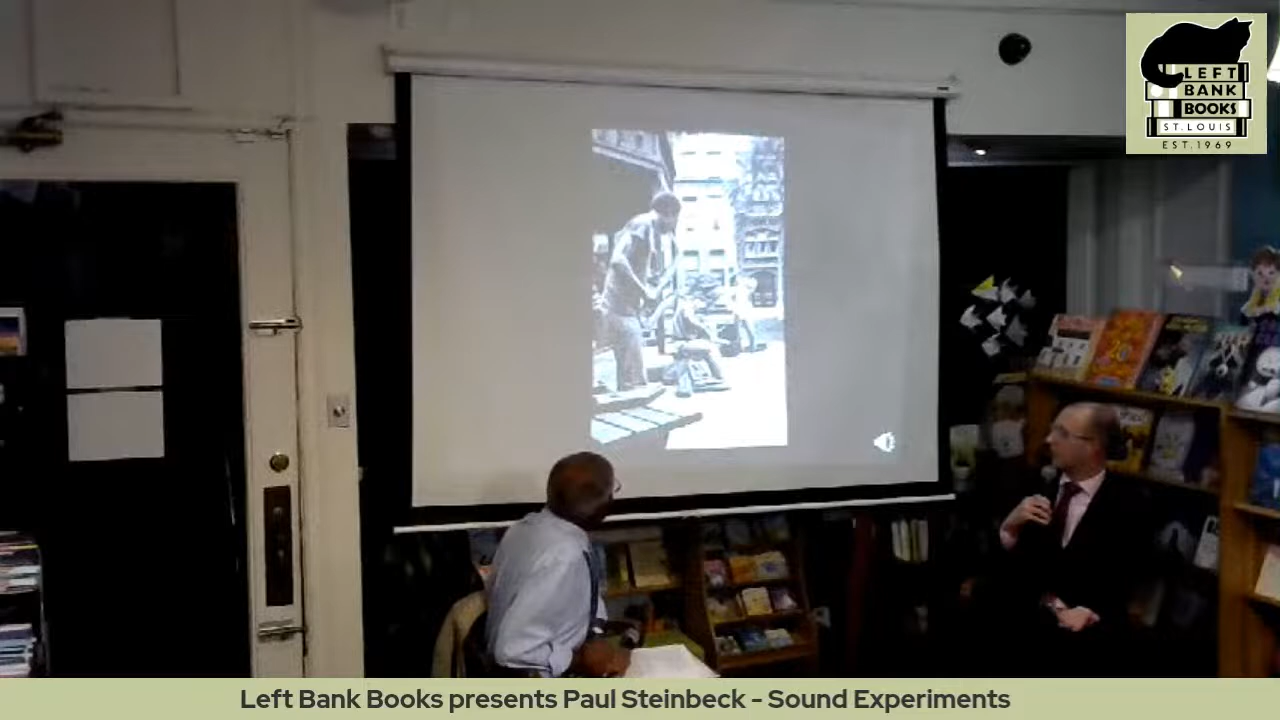 LEFT
BANK
BOOKS
ST. LOUIS
EST. 1969
Left Bank Books presents Paul Steinbeck - Sound Experiments